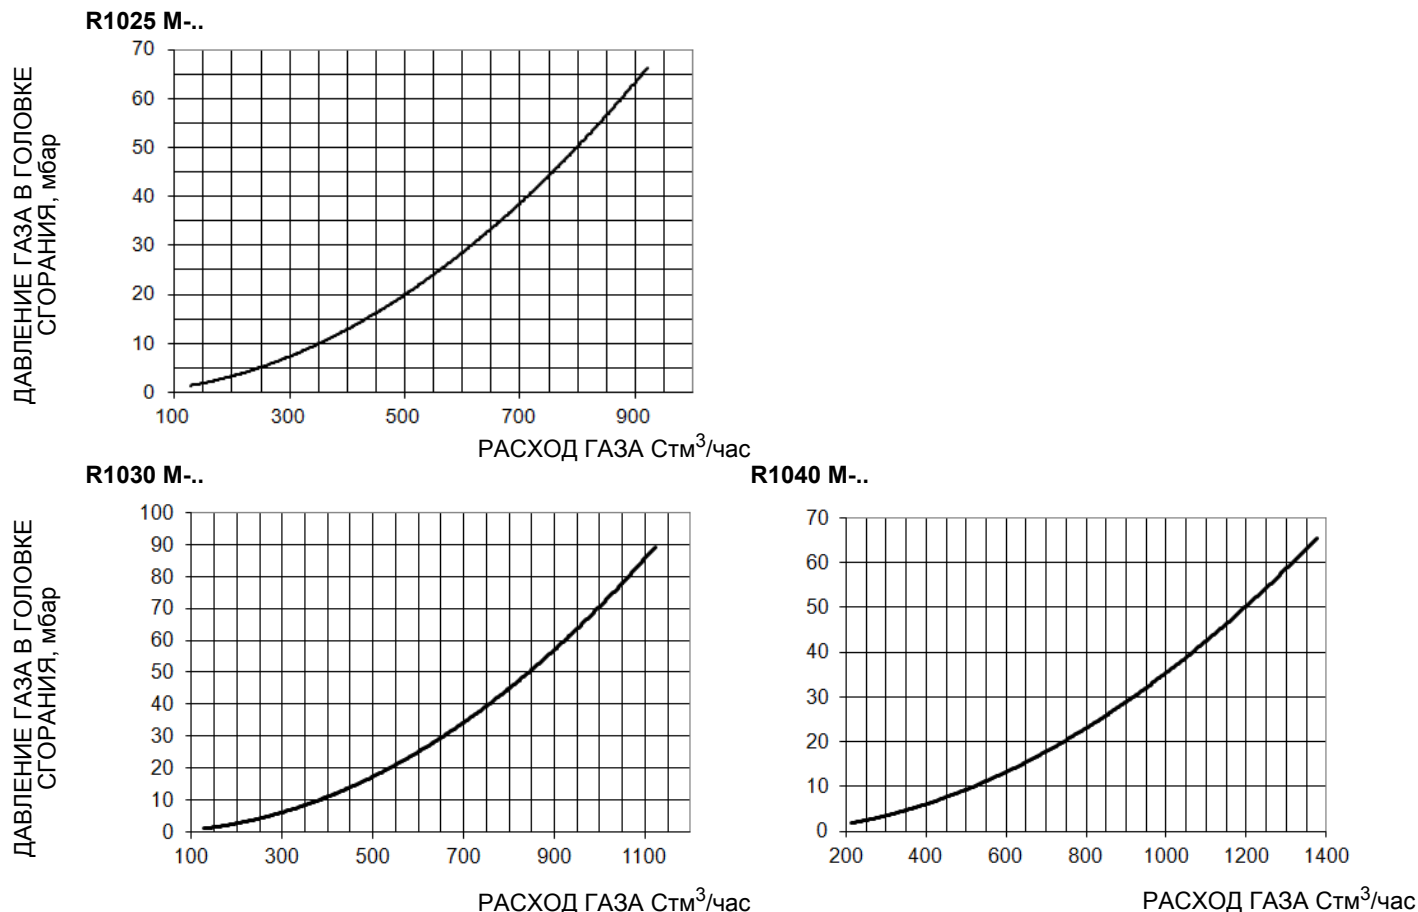 R1025 M-..
ДАВЛЕНИЕ ГАЗА В ГОЛОВКЕ
СГОРАНИЯ, мбар
70
60
50
40
30
20
10
0
100 300 500 700 900
РАСХОД ГАЗА Стм³/час
R1030 M-..
ДАВЛЕНИЕ ГАЗА В ГОЛОВКЕ
СГОРАНИЯ, мбар
100
90
80
70
60
50
40
30
20
10
0
100 300 500 700 900 1100
РАСХОД ГАЗА Стм³/час
R1040 M-..
70
60
50
40
30
20
10
0
200 400 600 800 1000 1200 1400
РАСХОД ГАЗА Стм³/час